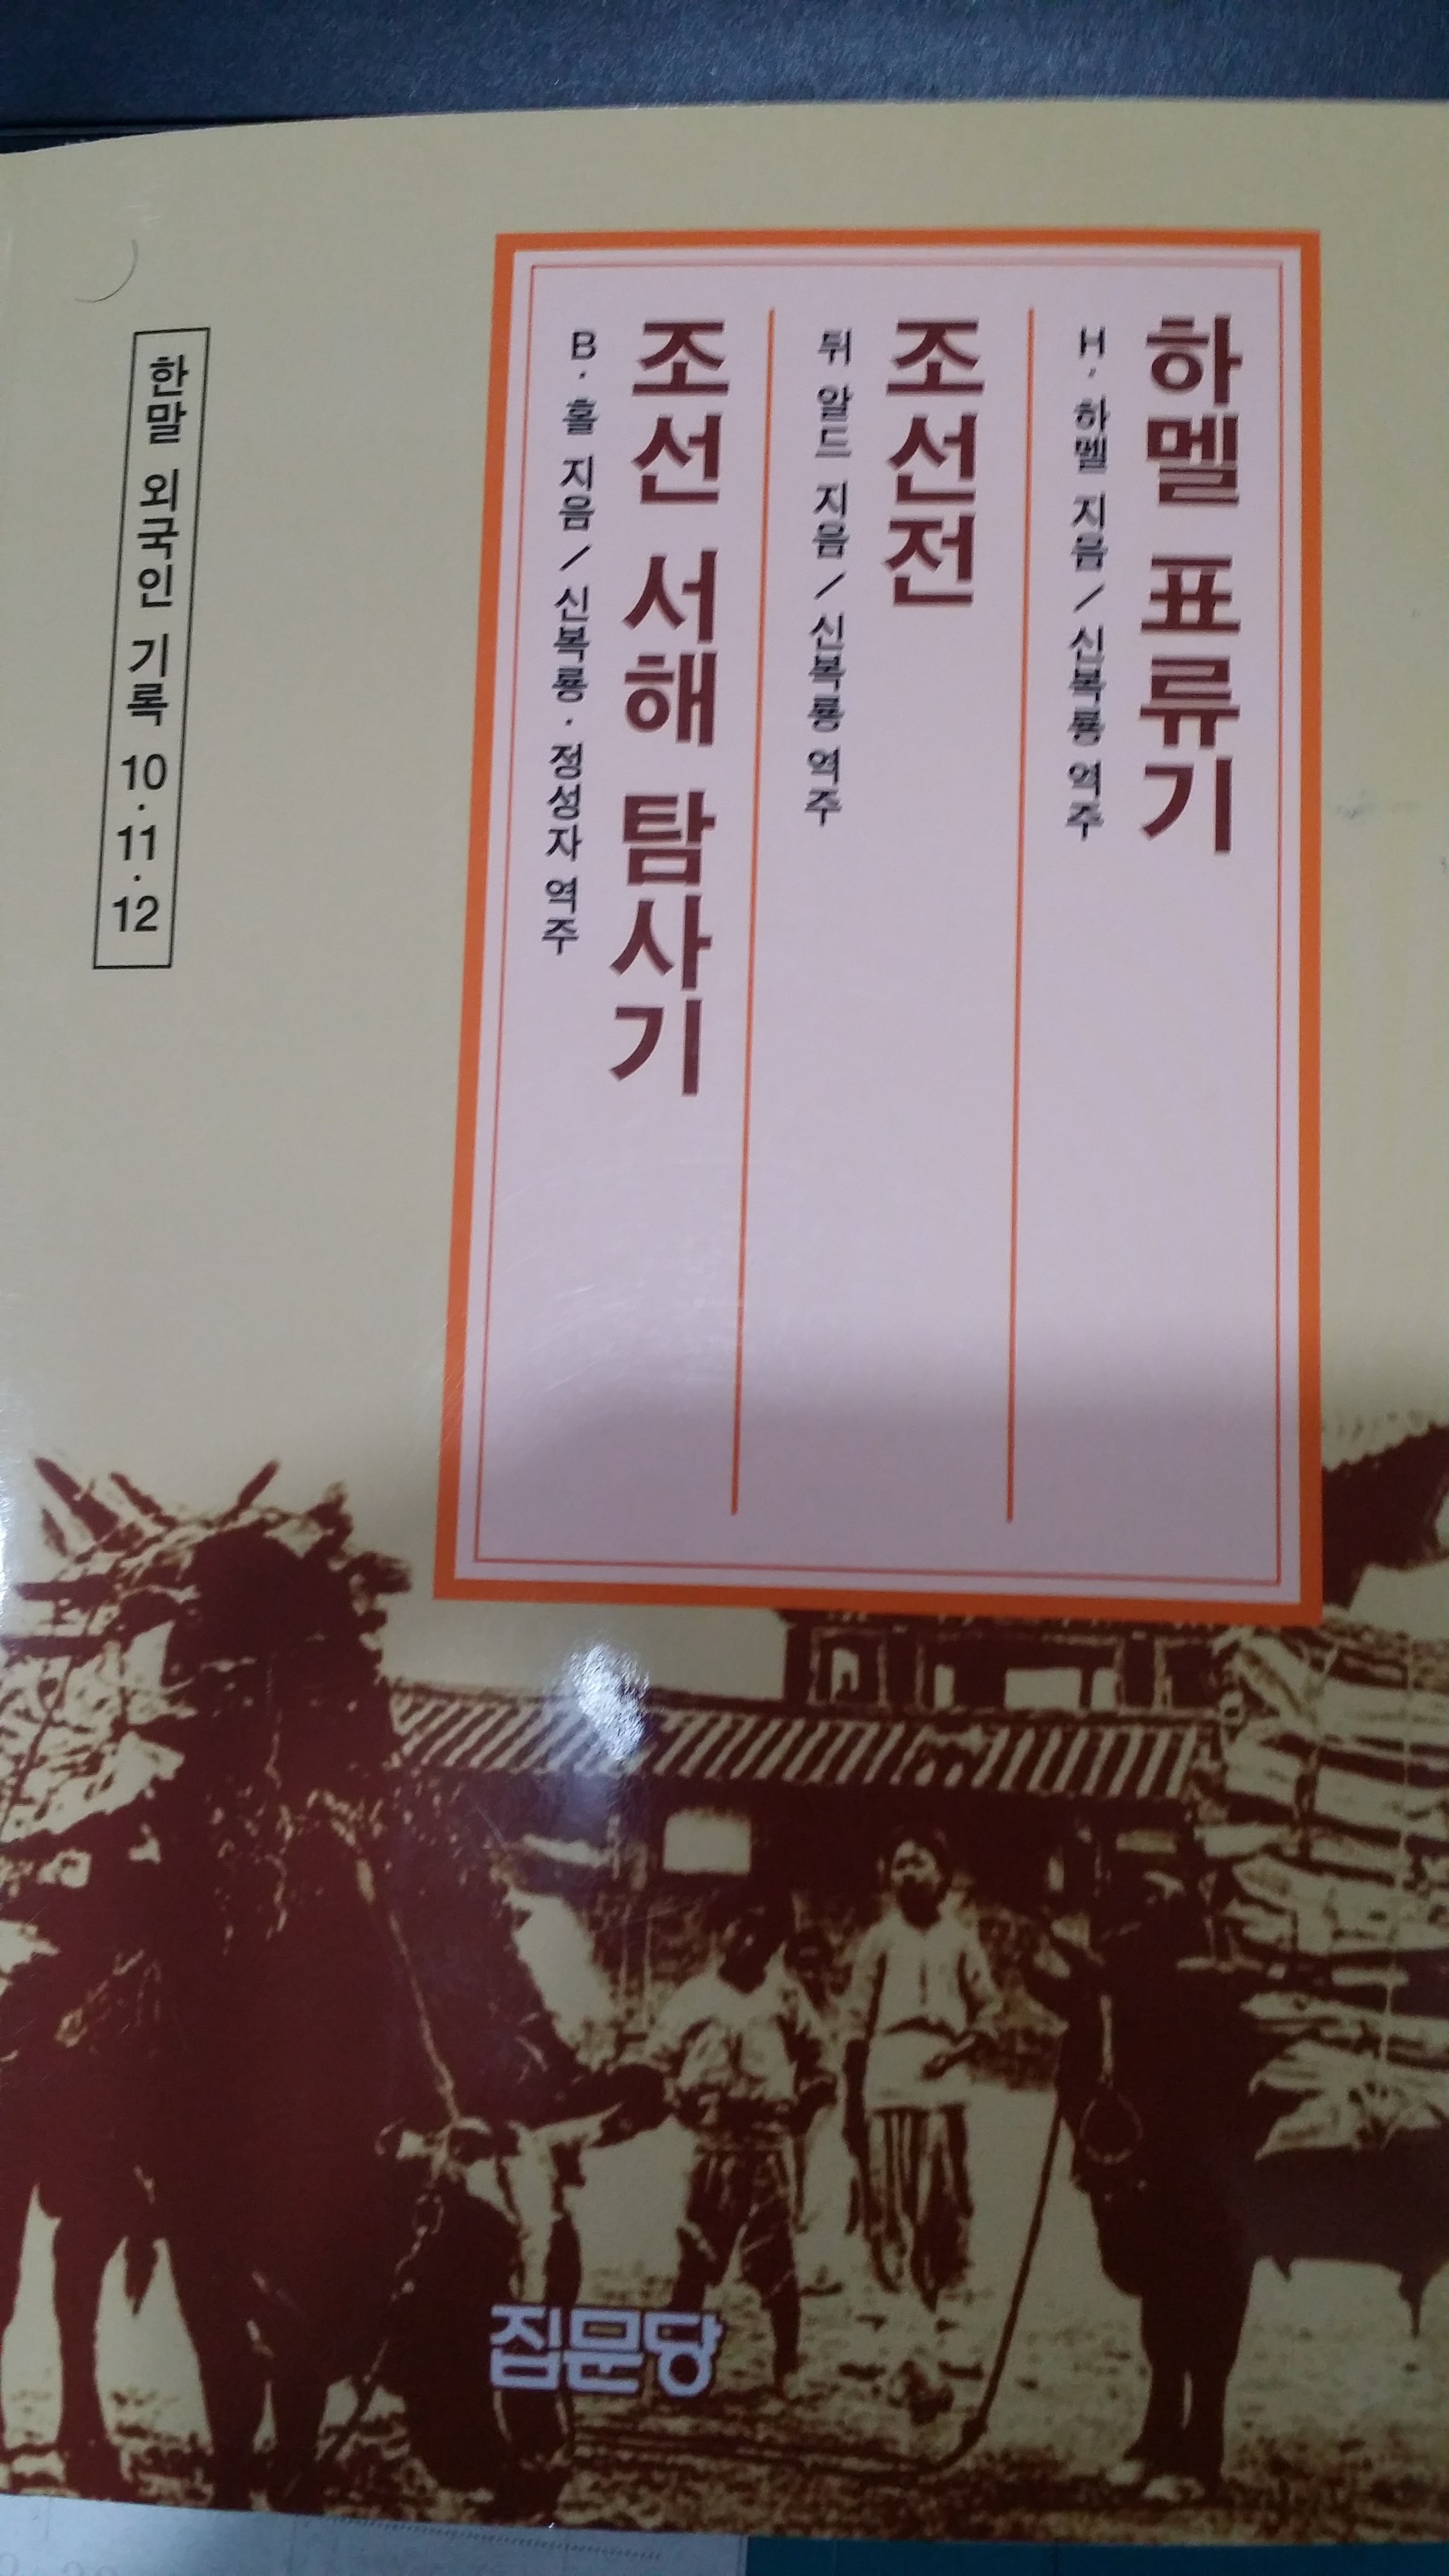 하멜 표류기
H. 하멜 지음 / 신복룡 역주
조선전
뒤 알드 지음 / 신복룡 역주
조선 서해 탐사기
B. 홀 지음 / 신복룡 · 정성자 역주
한말 외국인 기록 10 · 11 · 12
집문당